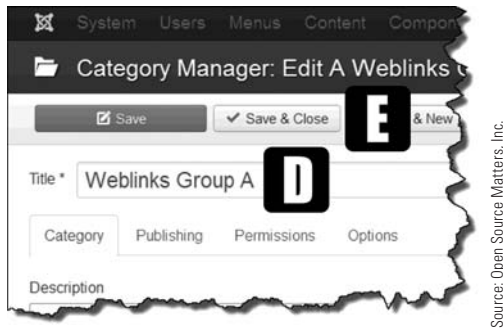 System Users Menus Content Compon
Category Manager: Edit A Weblinks
Save Save & Close E & New
Title * Weblinks Group A D
Category Publishing Permissions Options
Description
Source: Open Source Matters, Inc.